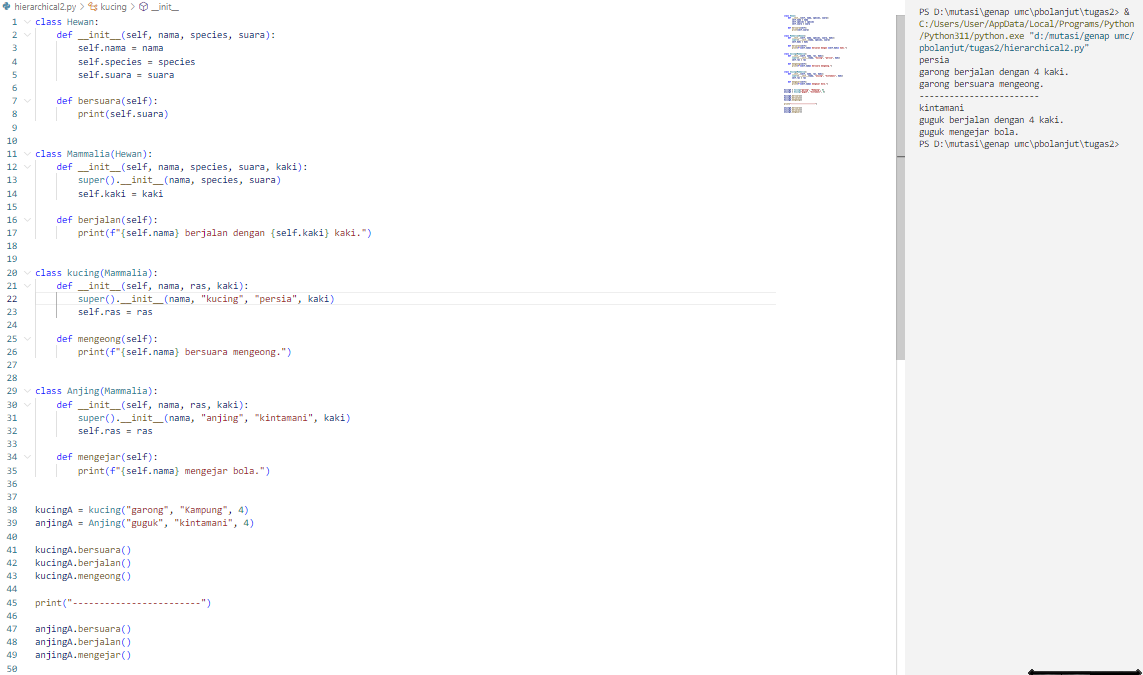 hierarchical2.py > kucing > __init__
1 class Hewan:
2     def __init__(self, nama, species, suara):
3         self.nama = nama
4         self.species = species
5         self.suara = suara
6
7     def bersuara(self):
8         print(self.suara)
9
10
11 class Mammalia(Hewan):
12     def __init__(self, nama, species, suara, kaki):
13         super().__init__(nama, species, suara)
14         self.kaki = kaki
15
16     def berjalan(self):
17         print(f"{self.nama} berjalan dengan {self.kaki} kaki.")
18
19
20 class kucing(Mammalia):
21     def __init__(self, nama, ras, kaki):
22         super().__init__(nama, "kucing", "persia", kaki)
23         self.ras = ras
24
25     def mengeong(self):
26         print(f"{self.nama} bersuara mengeong.")
27
28
29 class Anjing(Mammalia):
30     def __init__(self, nama, ras, kaki):
31         super().__init__(nama, "anjing", "kintamani", kaki)
32         self.ras = ras
33
34     def mengejar(self):
35         print(f"{self.nama} mengejar bola.")
36
37
38 kucingA = kucing("garong", "Kampung", 4)
39 anjingA = Anjing("guguk", "kintamani", 4)
40
41 kucingA.bersuara()
42 kucingA.berjalan()
43 kucingA.mengeong()
44
45 print("------------------------")
46
47 anjingA.bersuara()
48 anjingA.berjalan()
49 anjingA.mengejar()
50
PS D:\mutasi\genap umc\pbolanjut\tugas2> &
C:/Users/User/AppData/Local/Programs/Python
/Python311/python.exe "d:/mutasi/genap umc/
pbolanjut/tugas2/hierarchical2.py"
persia
garong berjalan dengan 4 kaki.
garong bersuara mengeong.
------------------------
kintamani
guguk berjalan dengan 4 kaki.
guguk mengejar bola.
PS D:\mutasi\genap umc\pbolanjut\tugas2>